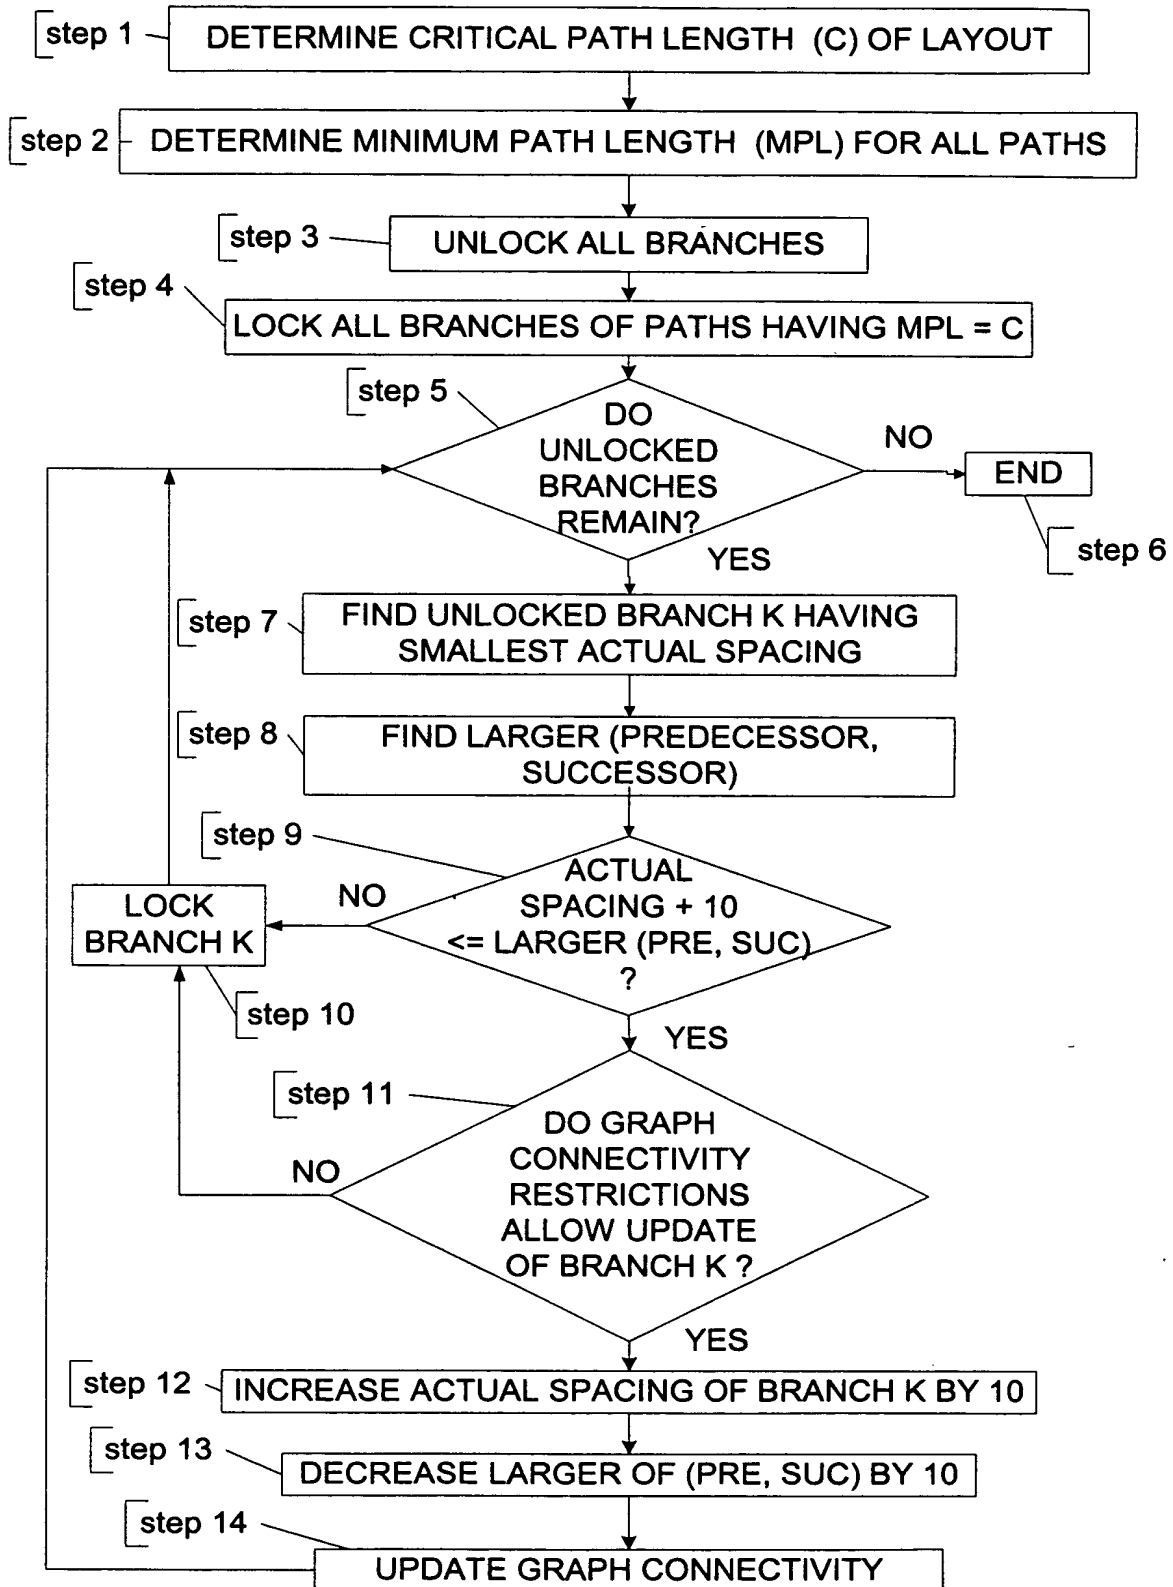 step 1
DETERMINE CRITICAL PATH LENGTH (C) OF LAYOUT
step 2
DETERMINE MINIMUM PATH LENGTH (MPL) FOR ALL PATHS
step 3
UNLOCK ALL BRANCHES
step 4
LOCK ALL BRANCHES OF PATHS HAVING MPL = C
step 5
DO
UNLOCKED
BRANCHES
REMAIN?
NO
END
step 6
YES
step 7
FIND UNLOCKED BRANCH K HAVING
SMALLEST ACTUAL SPACING
step 8
FIND LARGER (PREDECESSOR,
SUCCESSOR)
step 9
ACTUAL
SPACING + 10
<= LARGER (PRE, SUC)
?
NO
LOCK
BRANCH K
step 10
YES
step 11
DO GRAPH
CONNECTIVITY
RESTRICTIONS
ALLOW UPDATE
OF BRANCH K ?
NO
YES
step 12
INCREASE ACTUAL SPACING OF BRANCH K BY 10
step 13
DECREASE LARGER OF (PRE, SUC) BY 10
step 14
UPDATE GRAPH CONNECTIVITY